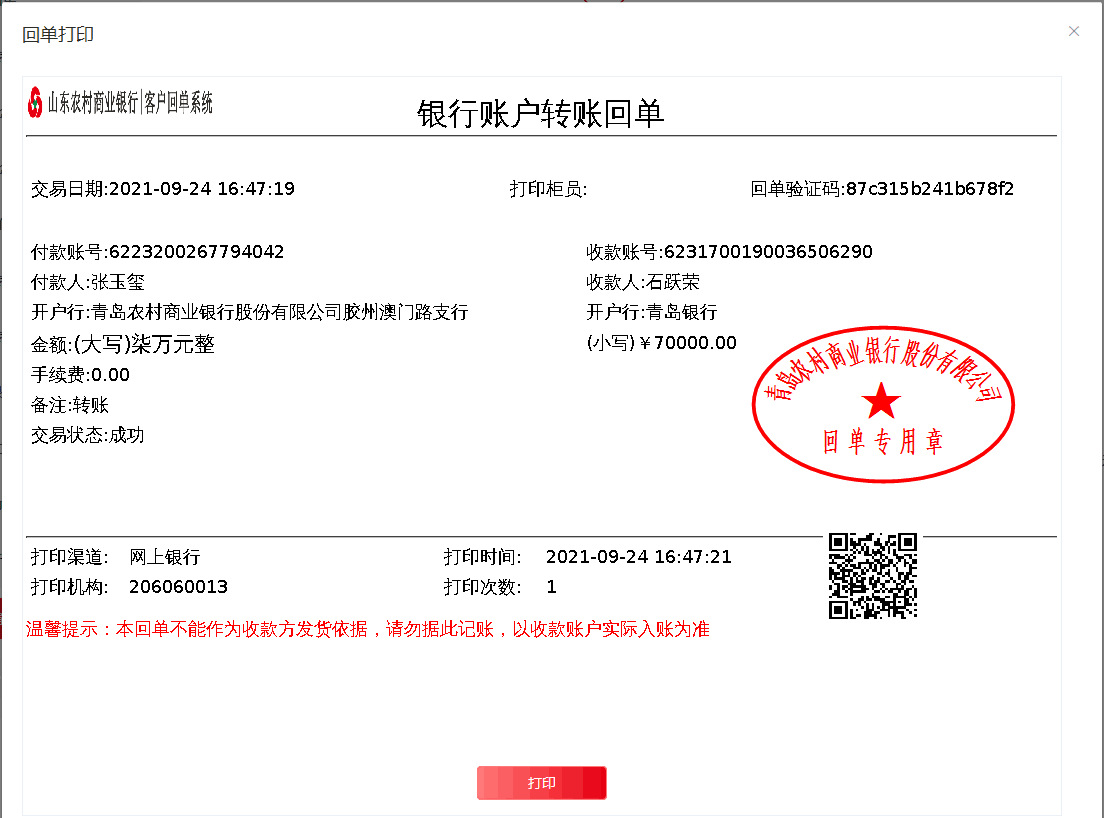 回单打印
山东农村商业银行|客户回单系统
银行账户转账回单
交易日期:2021-09-24 16:47:19 打印柜员: 回单验证码:87c315b241b678f2
付款账号:6223200267794042 收款账号:6231700190036506290
付款人:张玉玺 收款人:石跃荣
开户行:青岛农村商业银行股份有限公司胶州澳门路支行 开户行:青岛银行
金额:(大写)柒万元整 (小写)￥70000.00
手续费:0.00
备注:转账
交易状态:成功
青岛农村商业银行股份有限公司
回单专用章
打印渠道: 网上银行 打印时间: 2021-09-24 16:47:21
打印机构: 206060013 打印次数: 1
温馨提示：本回单不能作为收款方发货依据，请勿据此记账，以收款账户实际入账为准
打印